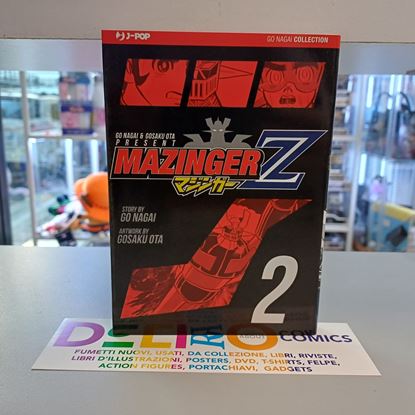 J-POP
GO NAGAI COLLECTION
GO NAGAI & GOSAKU OTA
PRESENT
MAZINGER Z
マジンガー
STORY BY
GO NAGAI
ARTWORK BY
GOSAKU OTA
2
COMICS
FUMETTI NUOVI, USATI, DA COLLEZIONE, LIBRI, RIVISTE,
LIBRI D'ILLUSTRAZIONI, POSTERS, DVD, T-SHIRTS, FELPE,
ACTION FIGURES, PORTACHIAVI, GADGETS